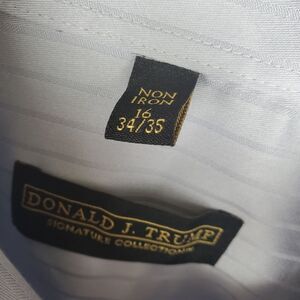 NON
IRON
16
34/35
DONALD J. TRUMP
SIGNATURE COLLECTION